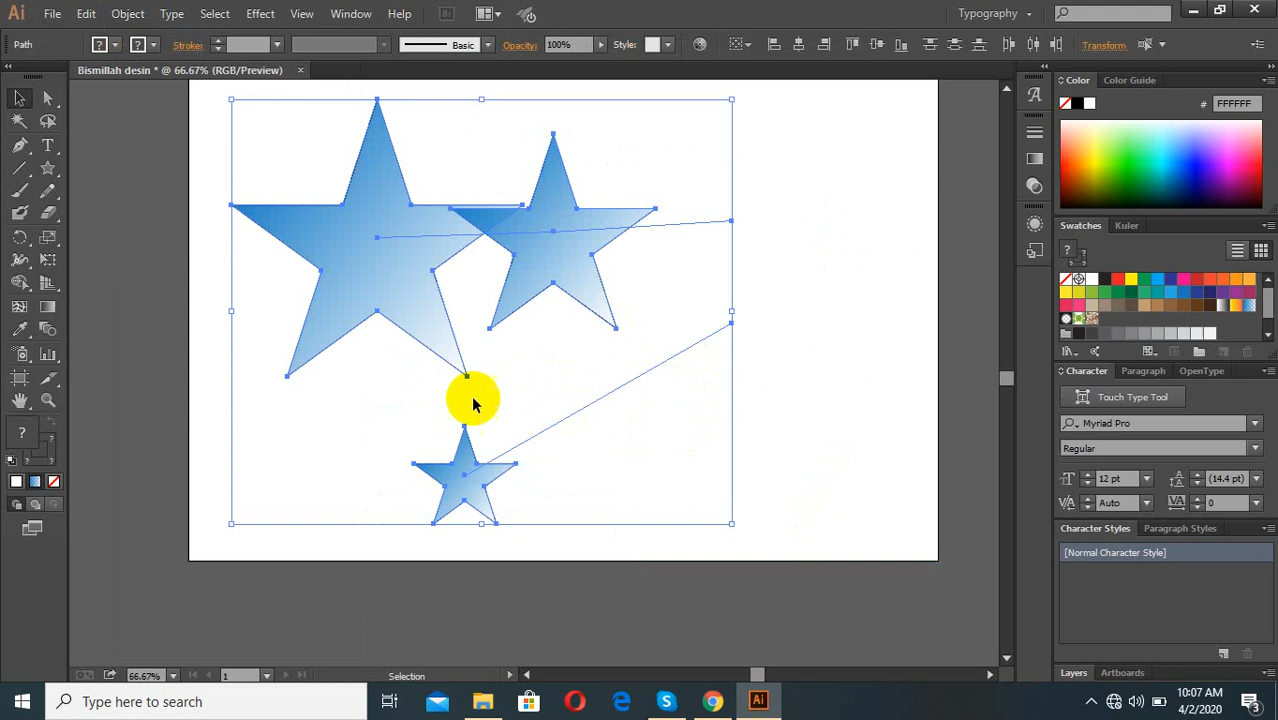 Ai File Edit Object Type Select Effect View Window Help Br Typography
Path ? ? Stroke: Basic Opacity: 100% Style: Transform
Bismillah desin * @ 66.67% (RGB/Preview) ×
Color Color Guide
# FFFFFF
Swatches Kuler
?
Character Paragraph OpenType
Touch Type Tool
Myriad Pro
Regular
12 pt (14.4 pt)
Auto 0
Character Styles Paragraph Styles
[Normal Character Style]
?
66.67% 1 Selection
Layers Artboards
Type here to search
10:07 AM
4/2/2020
3